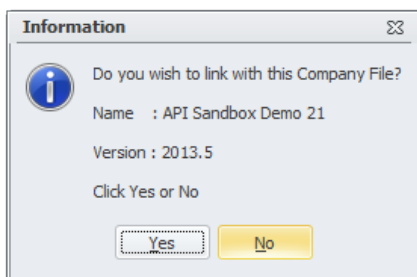 Information
Do you wish to link with this Company File?
Name : API Sandbox Demo 21
Version : 2013.5
Click Yes or No
Yes No